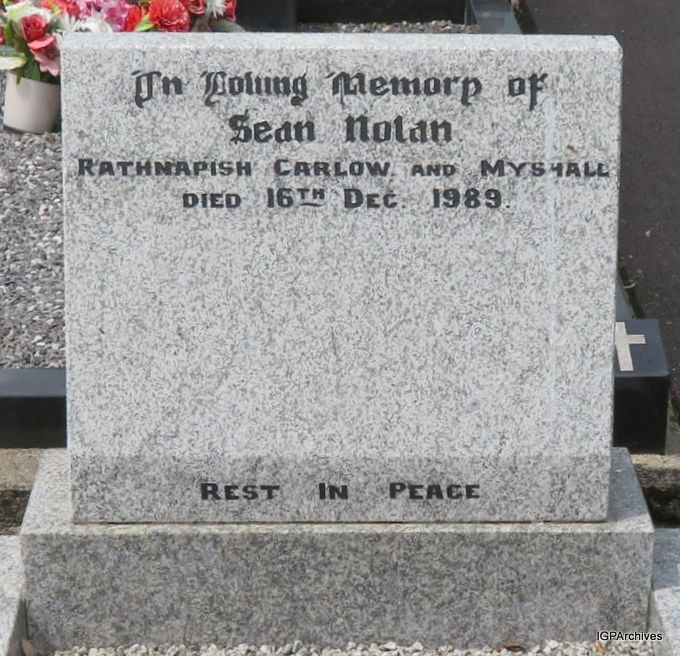 In Loving Memory of
Sean Nolan
RATHNAPISH CARLOW. AND MYSHALL
DIED 16TH DEC. 1989.
REST IN PEACE
IGPArchives